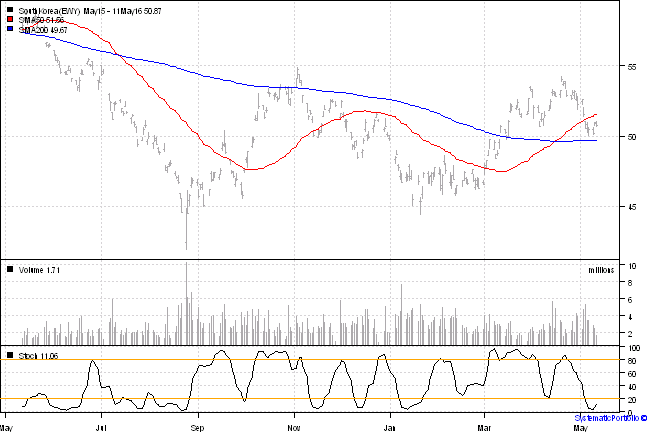 South Korea(EWY) May15 - 11May16 50.87
SMA50 51.56
SMA200 49.67
55
50
45
Volume 1.71
millions
10
8
6
4
2
Stoch 11.06
100
80
60
40
20
0
May Jul Sep Nov Jan Mar May
SystematicPortfolio ©